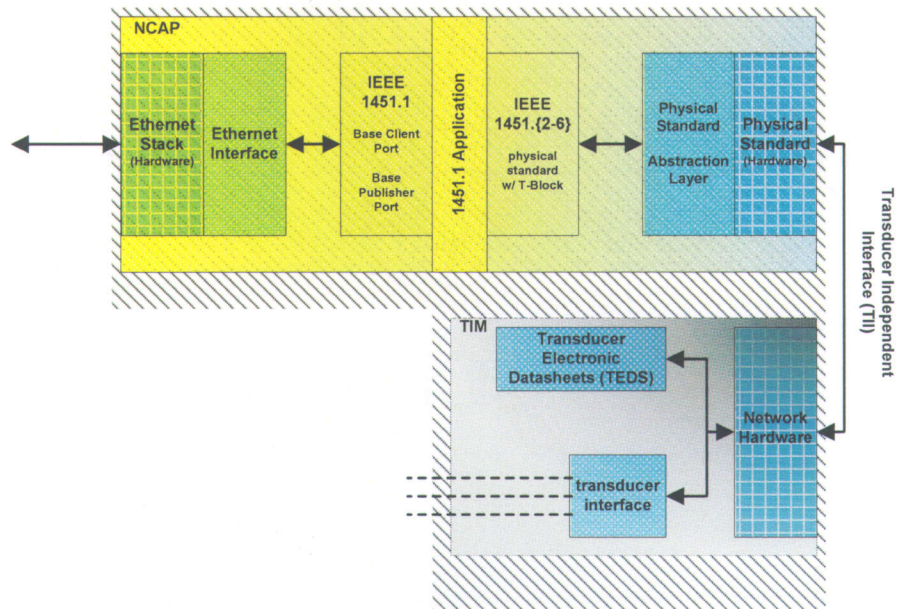 NCAP
Ethernet
Stack
(Hardware)
Ethernet
Interface
IEEE
1451.1
Base Client
Port
Base
Publisher
Port
1451.1 Application
IEEE
1451.{2-6}
physical
standard
w/ T-Block
Physical
Standard
Abstraction
Layer
Physical
Standard
(Hardware)
Transducer Independent
Interface (TII)
TIM
Transducer
Electronic
Datasheets (TEDS)
Network
Hardware
transducer
interface